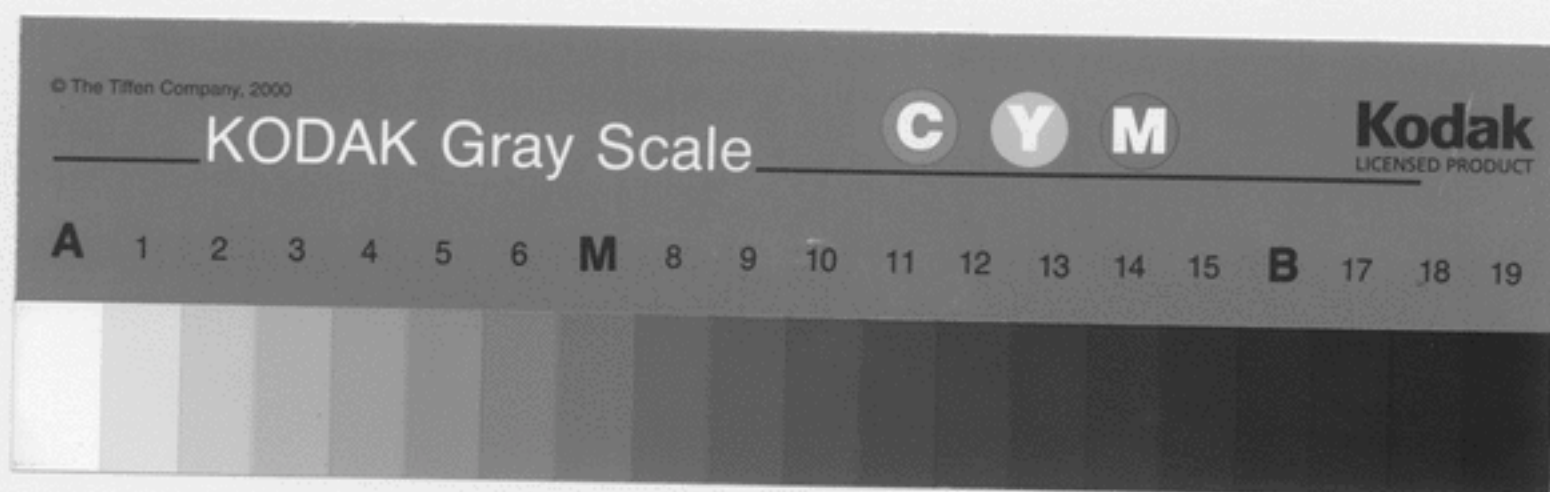 © The Tiffen Company, 2000
KODAK Gray Scale
C Y M
Kodak
LICENSED PRODUCT
A 1 2 3 4 5 6 M 8 9 10 11 12 13 14 15 B 17 18 19